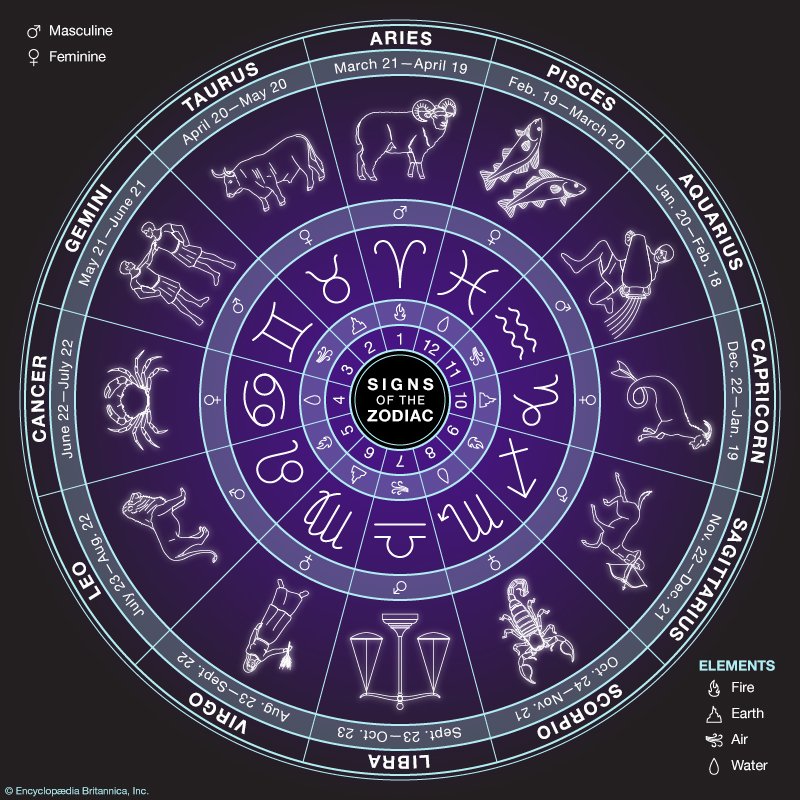 Masculine
Feminine
ARIES
March 21—April 19
PISCES
Feb. 19—March 20
AQUARIUS
Jan. 20—Feb. 18
CAPRICORN
Dec. 22—Jan. 19
SAGITTARIUS
Nov. 22—Dec. 21
SCORPIO
Oct. 24—Nov. 21
LIBRA
Sept. 23—Oct. 23
VIRGO
Aug. 23—Sept. 22
LEO
July 23—Aug. 22
CANCER
June 22—July 22
GEMINI
May 21—June 21
TAURUS
April 20—May 20
1
12
11
10
9
8
7
6
5
4
3
2
SIGNS
OF THE
ZODIAC
ELEMENTS
Fire
Earth
Air
Water
© Encyclopædia Britannica, Inc.